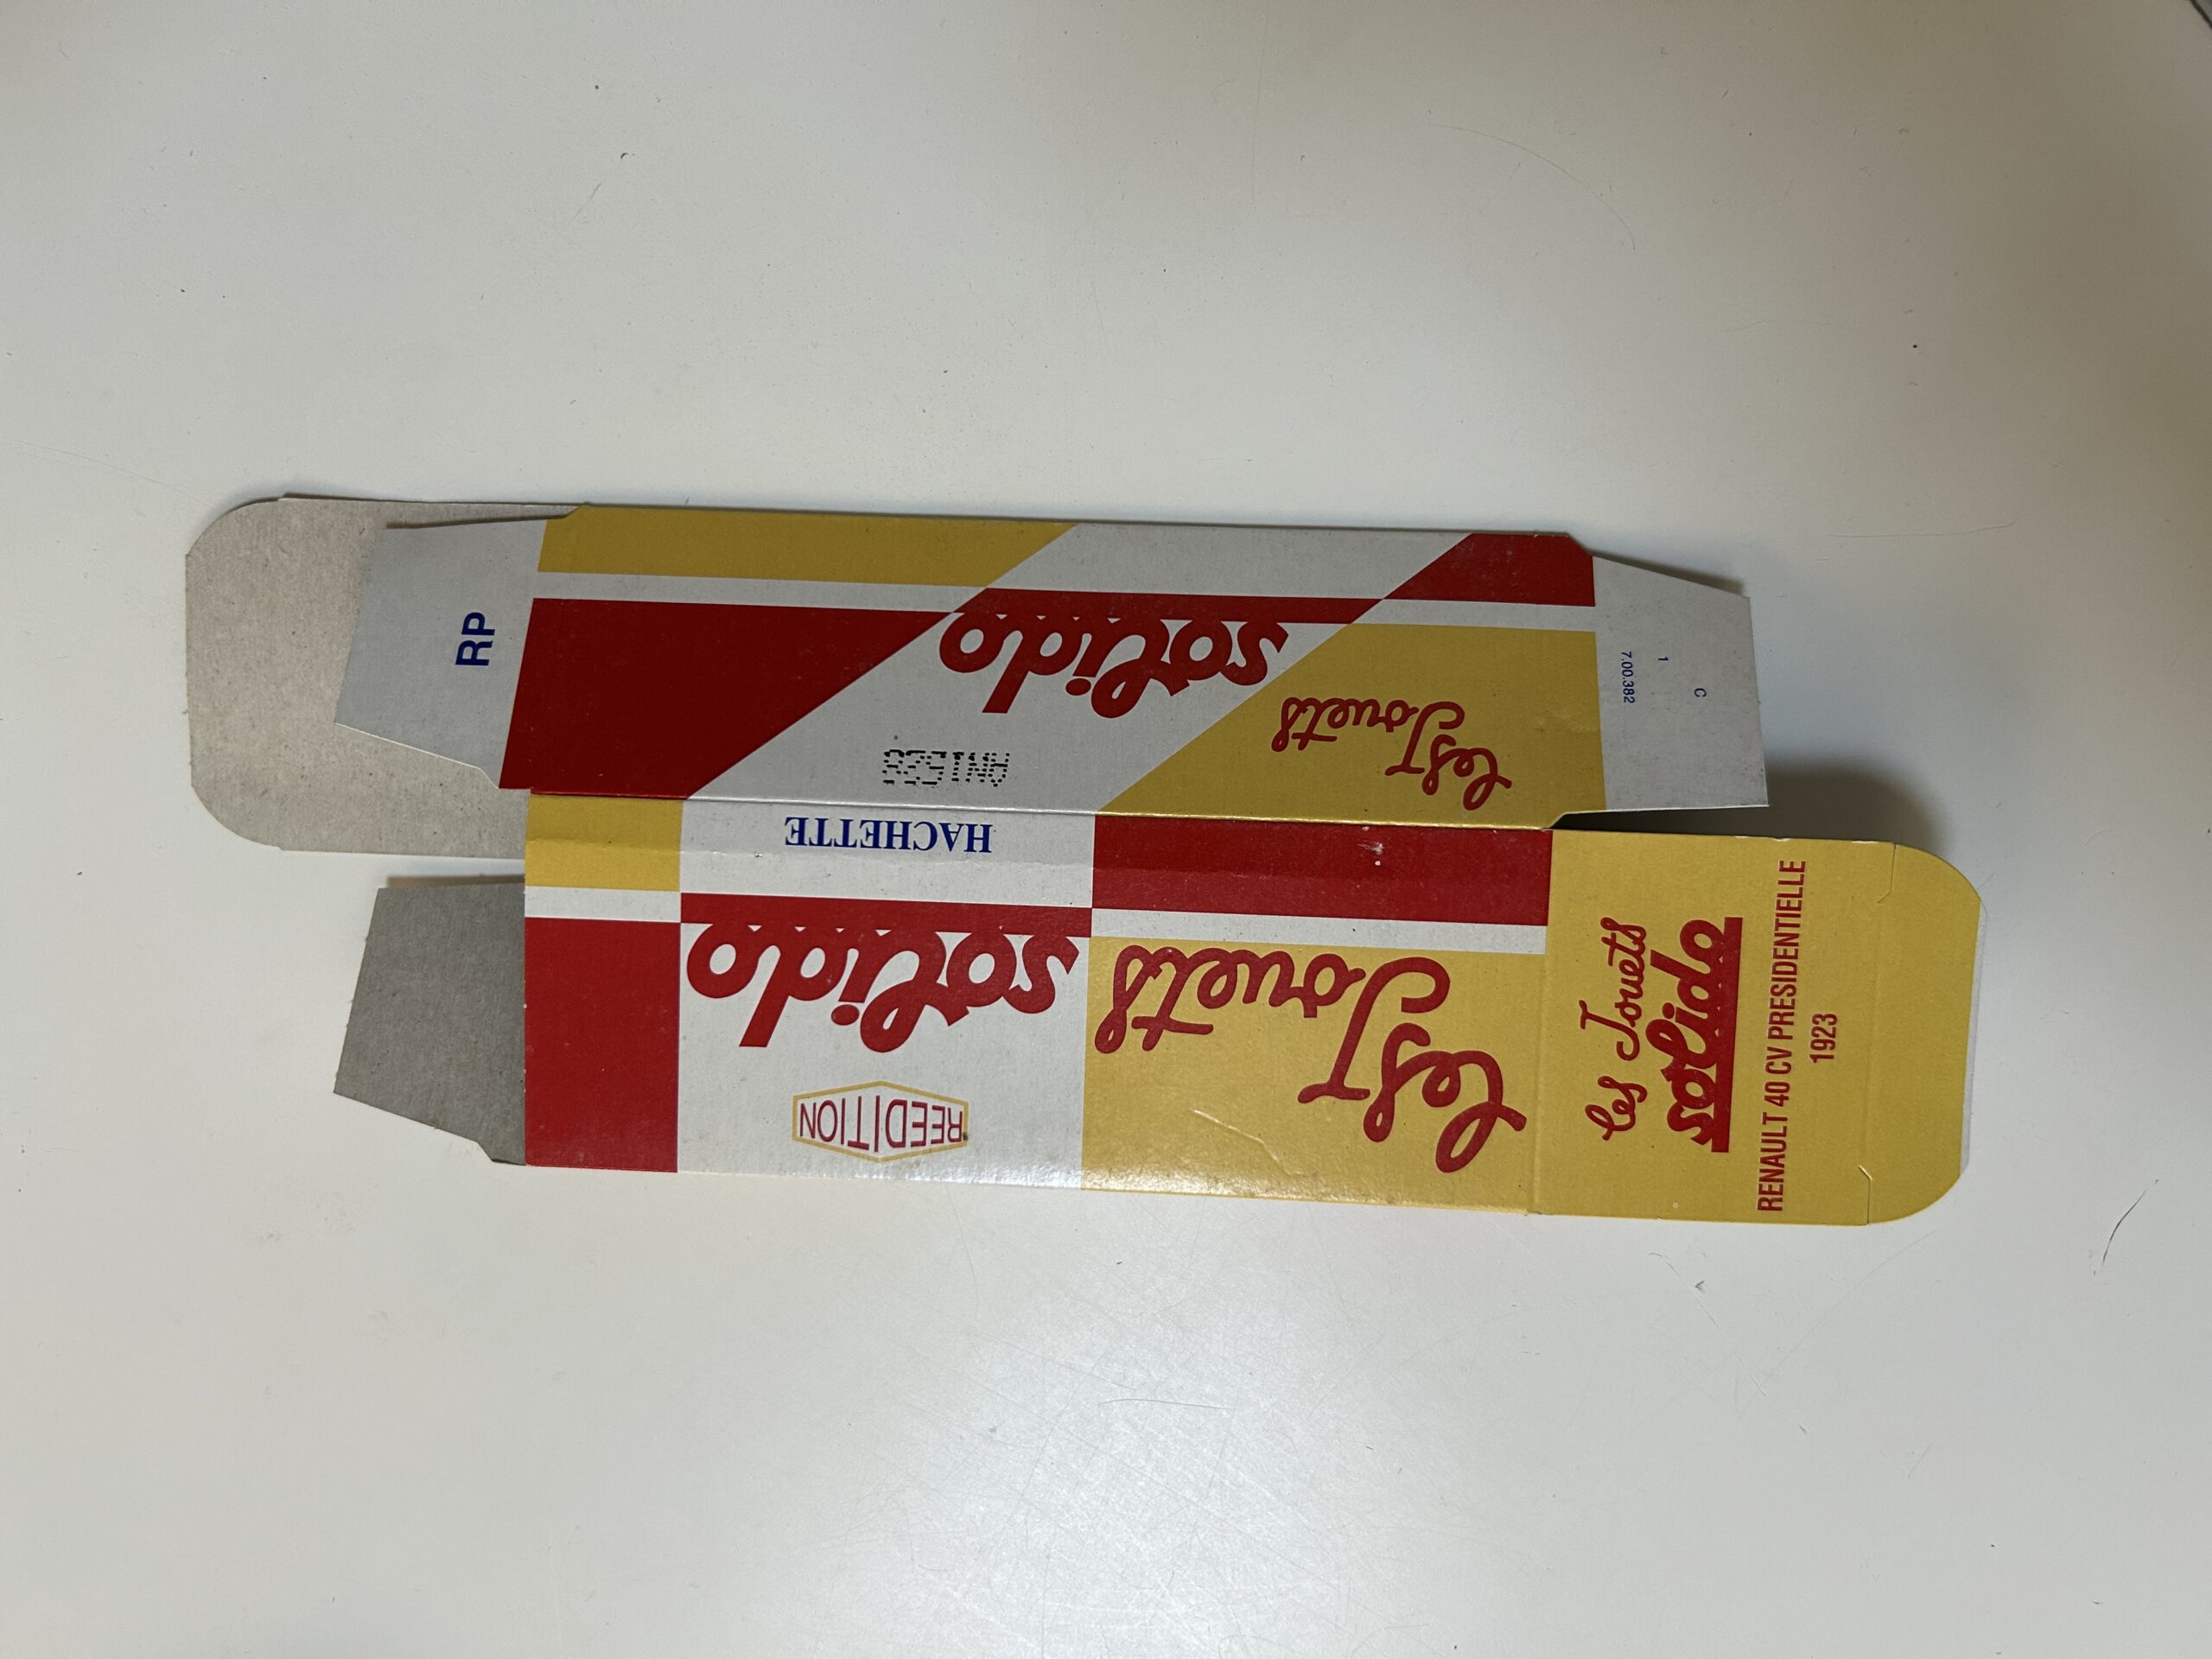 RP
solido
Les
Jouets
ANI528
7.00.382
1
C
HACHETTE
Les
Jouets
solido
REEDITION
Les Jouets
solido
RENAULT 40 CV PRESIDENTIELLE
1923